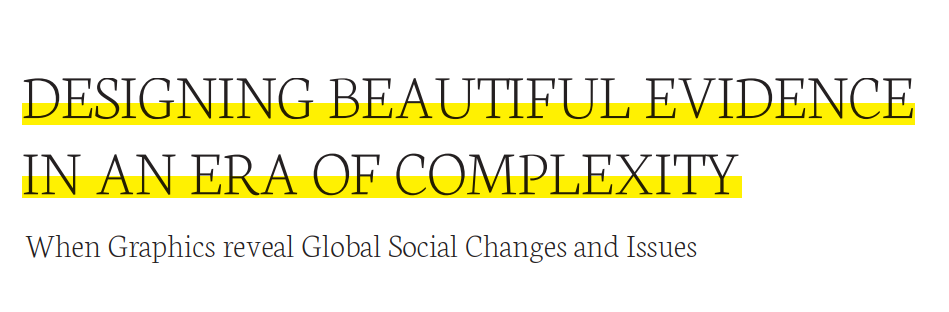 DESIGNING BEAUTIFUL EVIDENCE
IN AN ERA OF COMPLEXITY
When Graphics reveal Global Social Changes and Issues